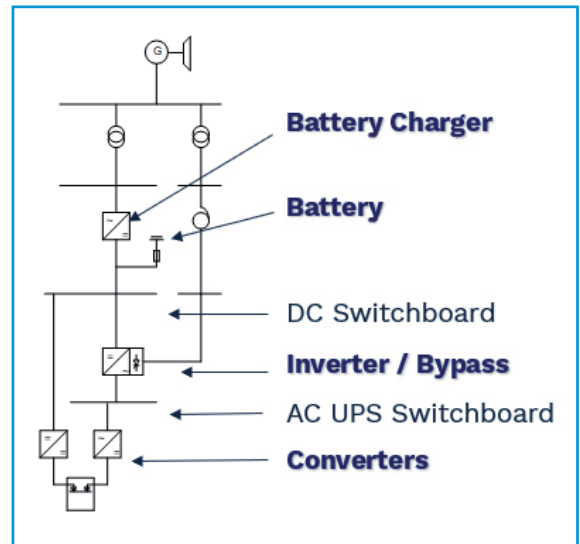 G
Battery Charger
~
=
Battery
DC Switchboard
=
~
Inverter / Bypass
AC UPS Switchboard
=
=
~
=
Converters